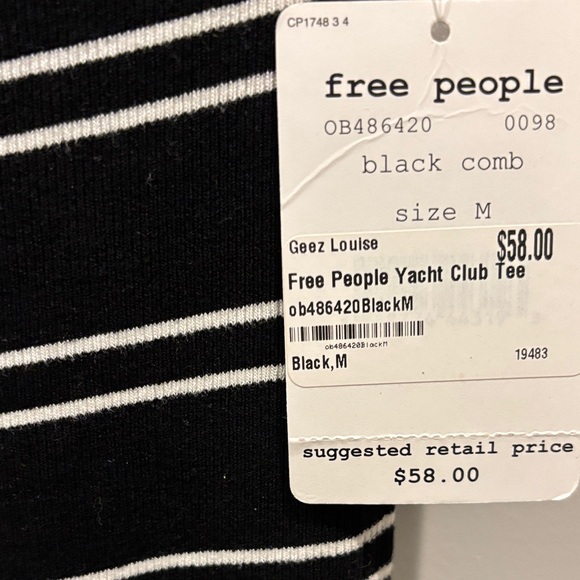 CP1748 3 4
free people
OB486420 0098
black comb
size M
Geez Louise $58.00
Free People Yacht Club Tee
ob486420BlackM
ob486420BlackM
Black,M 19483
suggested retail price
$58.00